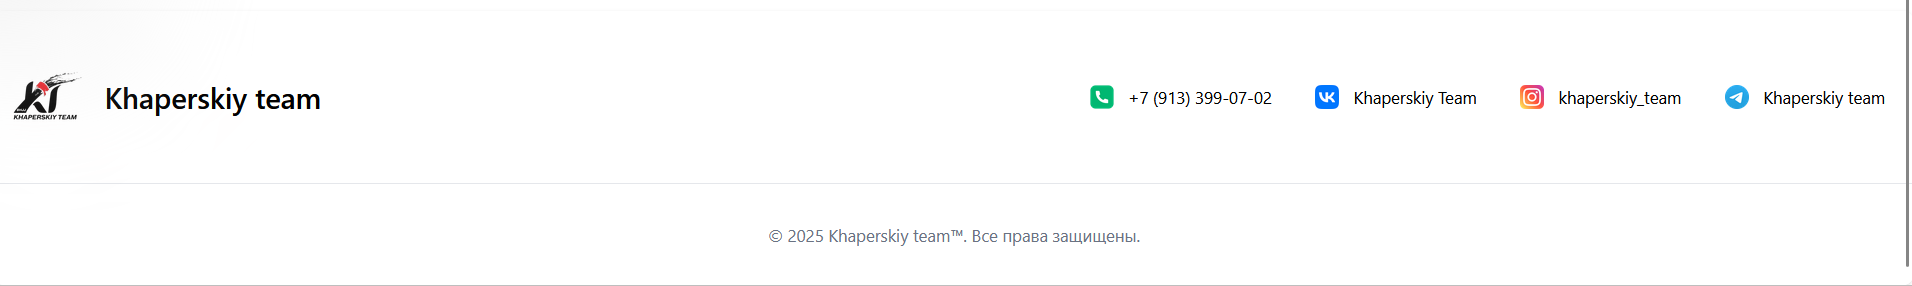 KHAPERSKIY TEAM
Khaperskiy team
+7 (913) 399-07-02
Khaperskiy Team
khaperskiy_team
Khaperskiy team
© 2025 Khaperskiy team™. Все права защищены.